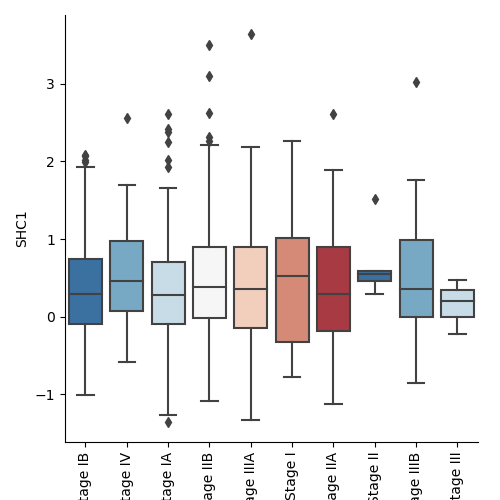 3
2
1
0
−1
SHC1
tage IB
tage IV
tage IA
age IIB
age IIIA
Stage I
age IIA
Stage II
age IIIB
tage III